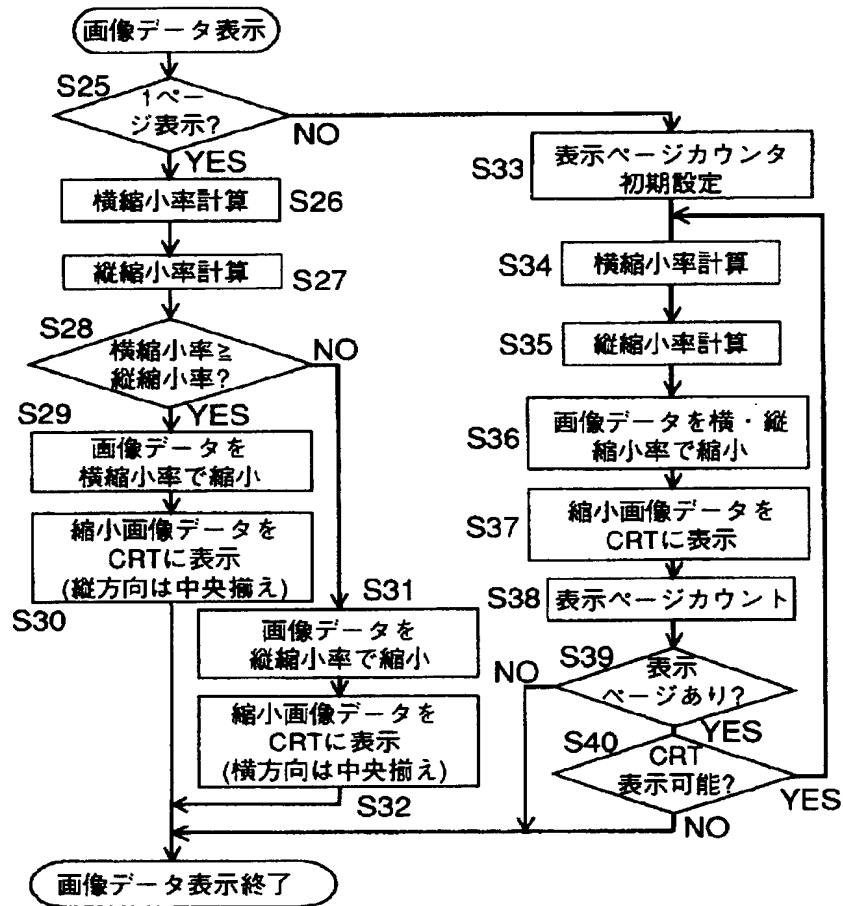 画像データ表示
S25
1ペー
ジ表示?
NO
YES
横縮小率計算
S26
縦縮小率計算
S27
S28
横縮小率≧
縦縮小率?
NO
YES
S29
画像データを
横縮小率で縮小
縮小画像データを
CRTに表示
(縦方向は中央揃え)
S30
S31
画像データを
縦縮小率で縮小
縮小画像データを
CRTに表示
(横方向は中央揃え)
S32
S33
表示ページカウンタ
初期設定
S34
横縮小率計算
S35
縦縮小率計算
S36
画像データを横・縦
縮小率で縮小
S37
縮小画像データを
CRTに表示
S38
表示ページカウント
S39
表示
ページあり?
NO
YES
S40
CRT
表示可能?
YES
NO
画像データ表示終了